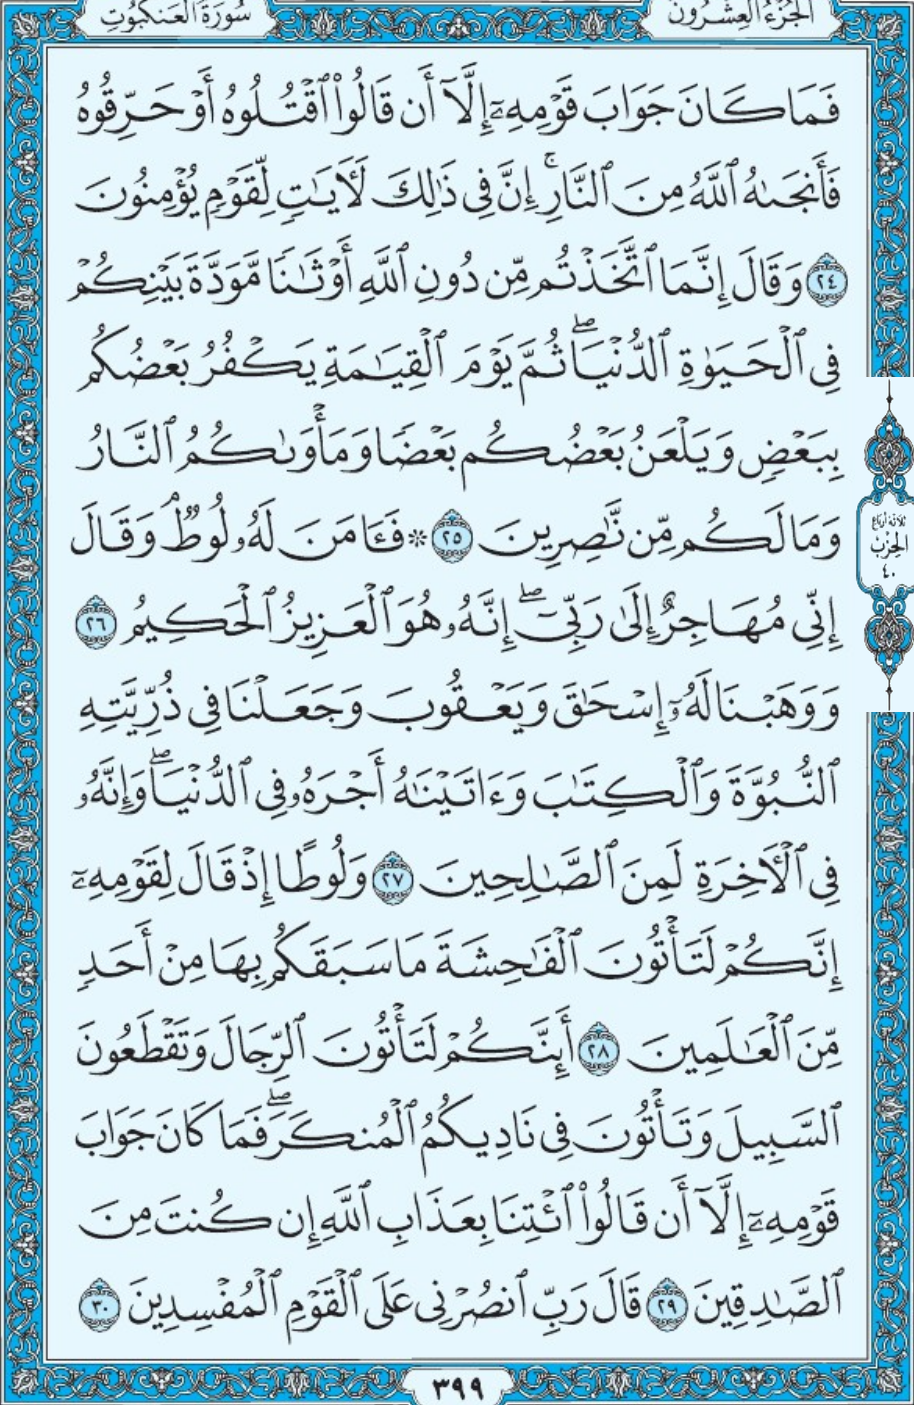 سُورَةُ العَنكَبُوتِ
الجُزْءُ العِشْرُونَ
فَمَا كَانَ جَوَابَ قَوْمِهِۦٓ إِلَّآ أَن قَالُوا۟ ٱقْتُلُوهُ أَوْ حَرِّقُوهُ
فَأَنجَىٰهُ ٱللَّهُ مِنَ ٱلنَّارِۚ إِنَّ فِى ذَٰلِكَ لَءَايَـٰتٍ لِّقَوْمٍ يُؤْمِنُونَ
٢٤ وَقَالَ إِنَّمَا ٱتَّخَذْتُم مِّن دُونِ ٱللَّهِ أَوْثَـٰنًا مَّوَدَّةَ بَيْنِكُمْ
فِى ٱلْحَيَوٰةِ ٱلدُّنْيَاۖ ثُمَّ يَوْمَ ٱلْقِيَـٰمَةِ يَكْفُرُ بَعْضُكُم
بِبَعْضٍ وَيَلْعَنُ بَعْضُكُم بَعْضًا وَمَأْوَىٰكُمُ ٱلنَّارُ
وَمَا لَكُم مِّن نَّـٰصِرِينَ ٢٥ ۞ فَـَٔامَنَ لَهُۥ لُوطٌۘ وَقَالَ
إِنِّى مُهَاجِرٌ إِلَىٰ رَبِّىٓۖ إِنَّهُۥ هُوَ ٱلْعَزِيزُ ٱلْحَكِيمُ ٢٦
وَوَهَبْنَا لَهُۥٓ إِسْحَـٰقَ وَيَعْقُوبَ وَجَعَلْنَا فِى ذُرِّيَّتِهِ
ٱلنُّبُوَّةَ وَٱلْكِتَـٰبَ وَءَاتَيْنَـٰهُ أَجْرَهُۥ فِى ٱلدُّنْيَاۖ وَإِنَّهُۥ
فِى ٱلْـَٔاخِرَةِ لَمِنَ ٱلصَّـٰلِحِينَ ٢٧ وَلُوطًا إِذْ قَالَ لِقَوْمِهِۦٓ
إِنَّكُمْ لَتَأْتُونَ ٱلْفَـٰحِشَةَ مَا سَبَقَكُم بِهَا مِنْ أَحَدٍ
مِّنَ ٱلْعَـٰلَمِينَ ٢٨ أَئِنَّكُمْ لَتَأْتُونَ ٱلرِّجَالَ وَتَقْطَعُونَ
ٱلسَّبِيلَ وَتَأْتُونَ فِى نَادِيكُمُ ٱلْمُنكَرَۖ فَمَا كَانَ جَوَابَ
قَوْمِهِۦٓ إِلَّآ أَن قَالُوا۟ ٱئْتِنَا بِعَذَابِ ٱللَّهِ إِن كُنتَ مِنَ
ٱلصَّـٰدِقِينَ ٢٩ قَالَ رَبِّ ٱنصُرْنِى عَلَى ٱلْقَوْمِ ٱلْمُفْسِدِينَ ٣٠
ثلاثة أرباع
الحِزْب
٤٠
٣٩٩